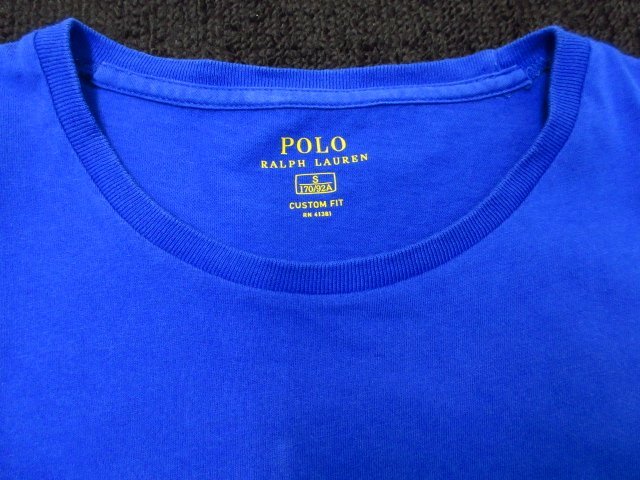 POLO
RALPH LAUREN
S
170/92A
CUSTOM FIT
RN 41381